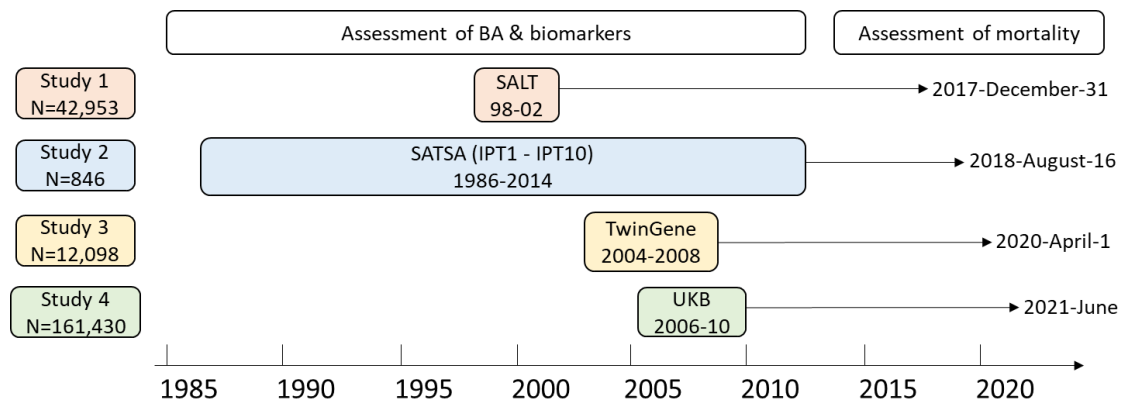 Assessment of BA & biomarkers
Assessment of mortality
Study 1
N=42,953
SALT
98-02
2017-December-31
Study 2
N=846
SATSA (IPT1 - IPT10)
1986-2014
2018-August-16
Study 3
N=12,098
TwinGene
2004-2008
2020-April-1
Study 4
N=161,430
UKB
2006-10
2021-June
1985 1990 1995 2000 2005 2010 2015 2020